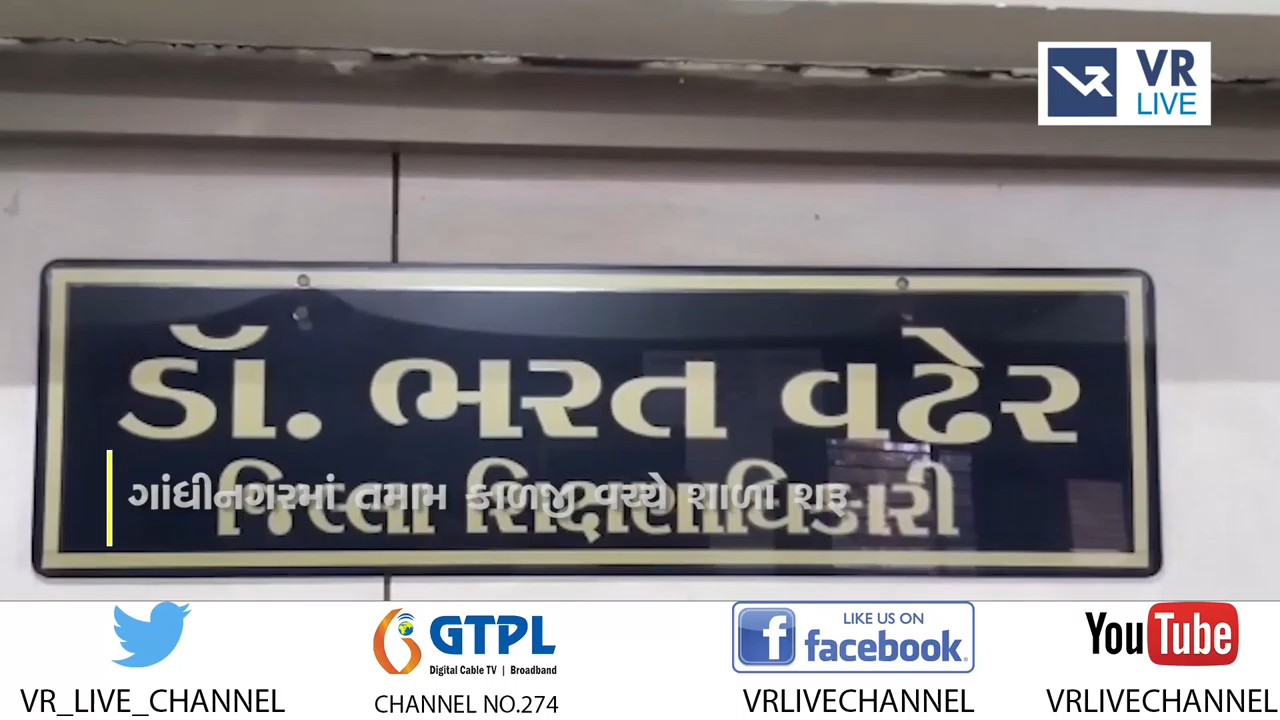 VR
LIVE
ડૉ. ભરત વઢેર
જિલ્લા શિક્ષણાધિકારી
ગાંધીનગરમાં તમામ કાળજી વચ્ચે શાળા શરૂ
LIKE US ON
facebook.
GTPL
Digital Cable TV | Broadband
YouTube
VR_LIVE_CHANNEL
CHANNEL NO.274
VRLIVECHANNEL
VRLIVECHANNEL